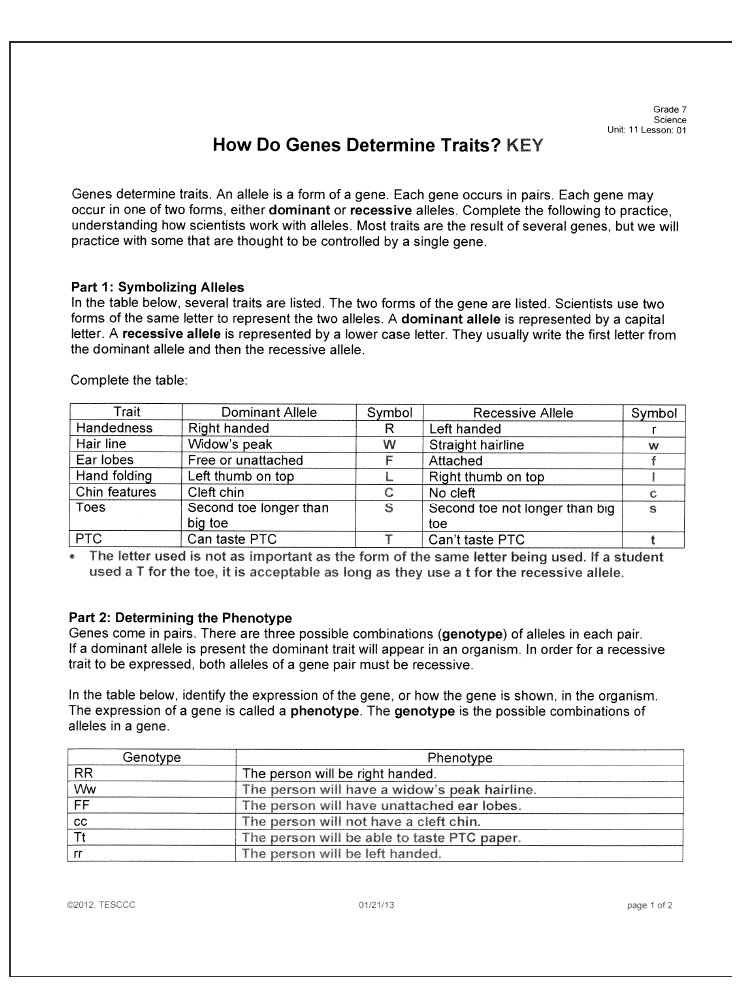 Grade 7
Science
Unit: 11 Lesson: 01
How Do Genes Determine Traits? KEY
Genes determine traits. An allele is a form of a gene. Each gene occurs in pairs. Each gene may
occur in one of two forms, either dominant or recessive alleles. Complete the following to practice,
understanding how scientists work with alleles. Most traits are the result of several genes, but we will
practice with some that are thought to be controlled by a single gene.
Part 1: Symbolizing Alleles
In the table below, several traits are listed. The two forms of the gene are listed. Scientists use two
forms of the same letter to represent the two alleles. A dominant allele is represented by a capital
letter. A recessive allele is represented by a lower case letter. They usually write the first letter from
the dominant allele and then the recessive allele.
Complete the table:
Trait Dominant Allele Symbol Recessive Allele Symbol
Handedness Right handed R Left handed r
Hair line Widow's peak W Straight hairline w
Ear lobes Free or unattached F Attached f
Hand folding Left thumb on top L Right thumb on top l
Chin features Cleft chin C No cleft c
Toes Second toe longer than S Second toe not longer than big s
big toe toe
PTC Can taste PTC T Can't taste PTC t
• The letter used is not as important as the form of the same letter being used. If a student
used a T for the toe, it is acceptable as long as they use a t for the recessive allele.
Part 2: Determining the Phenotype
Genes come in pairs. There are three possible combinations (genotype) of alleles in each pair.
If a dominant allele is present the dominant trait will appear in an organism. In order for a recessive
trait to be expressed, both alleles of a gene pair must be recessive.
In the table below, identify the expression of the gene, or how the gene is shown, in the organism.
The expression of a gene is called a phenotype. The genotype is the possible combinations of
alleles in a gene.
Genotype Phenotype
RR The person will be right handed.
Ww The person will have a widow's peak hairline.
FF The person will have unattached ear lobes.
cc The person will not have a cleft chin.
Tt The person will be able to taste PTC paper.
rr The person will be left handed.
©2012, TESCCC 01/21/13 page 1 of 2